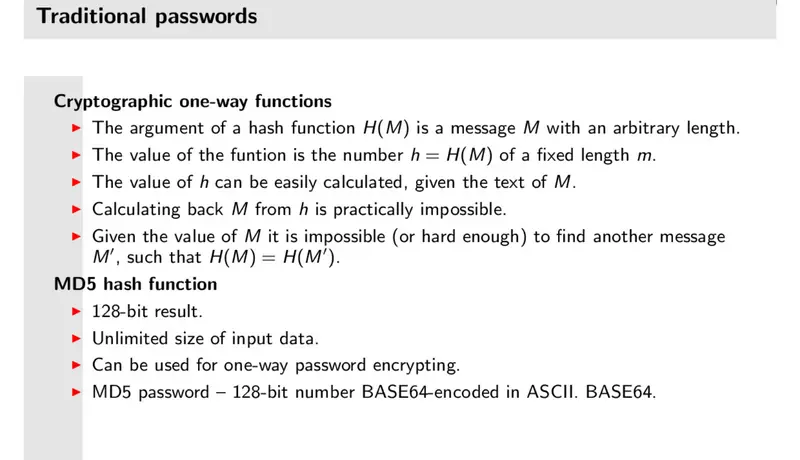 Traditional passwords
Cryptographic one-way functions
▶ The argument of a hash function H(M) is a message M with an arbitrary length.
▶ The value of the funtion is the number h = H(M) of a fixed length m.
▶ The value of h can be easily calculated, given the text of M.
▶ Calculating back M from h is practically impossible.
▶ Given the value of M it is impossible (or hard enough) to find another message
M′, such that H(M) = H(M′).
MD5 hash function
▶ 128-bit result.
▶ Unlimited size of input data.
▶ Can be used for one-way password encrypting.
▶ MD5 password – 128-bit number BASE64-encoded in ASCII. BASE64.